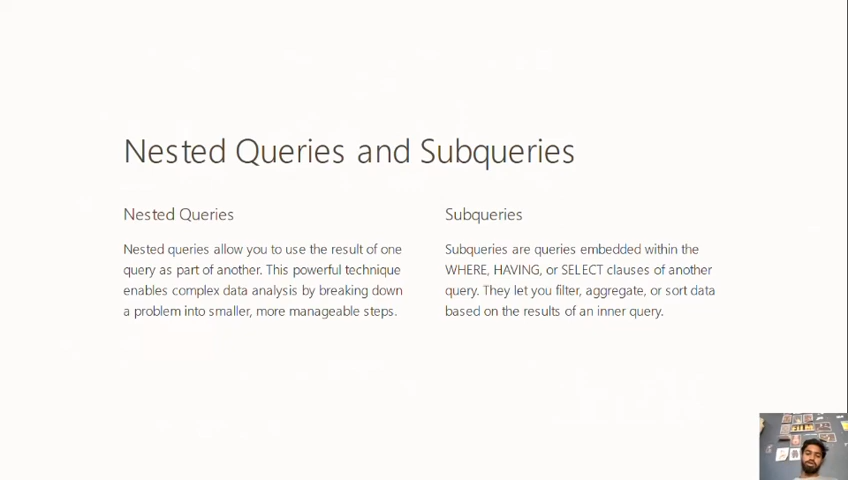 Nested Queries and Subqueries
Nested Queries
Nested queries allow you to use the result of one
query as part of another. This powerful technique
enables complex data analysis by breaking down
a problem into smaller, more manageable steps.
Subqueries
Subqueries are queries embedded within the
WHERE, HAVING, or SELECT clauses of another
query. They let you filter, aggregate, or sort data
based on the results of an inner query.
FILM